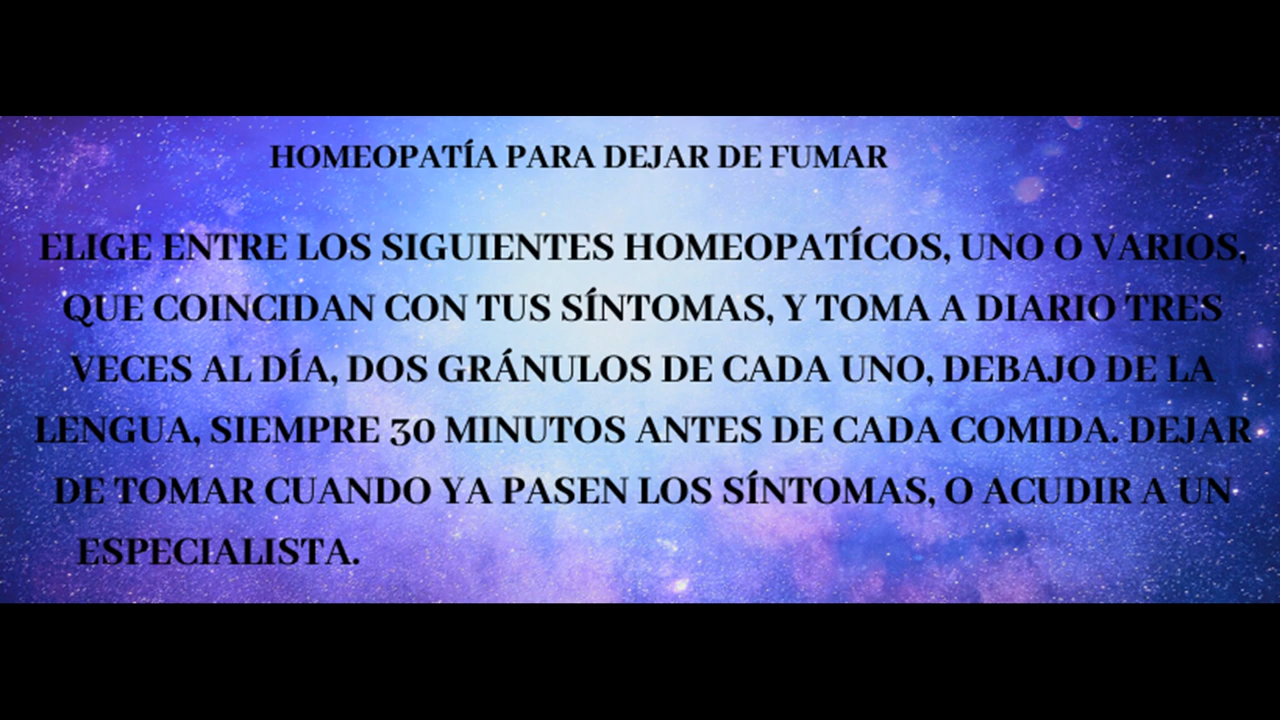 HOMEOPATÍA PARA DEJAR DE FUMAR
ELIGE ENTRE LOS SIGUIENTES HOMEOPATÍCOS, UNO O VARIOS,
QUE COINCIDAN CON TUS SÍNTOMAS, Y TOMA A DIARIO TRES
VECES AL DÍA, DOS GRÁNULOS DE CADA UNO, DEBAJO DE LA
LENGUA, SIEMPRE 30 MINUTOS ANTES DE CADA COMIDA. DEJAR
DE TOMAR CUANDO YA PASEN LOS SÍNTOMAS, O ACUDIR A UN
ESPECIALISTA.